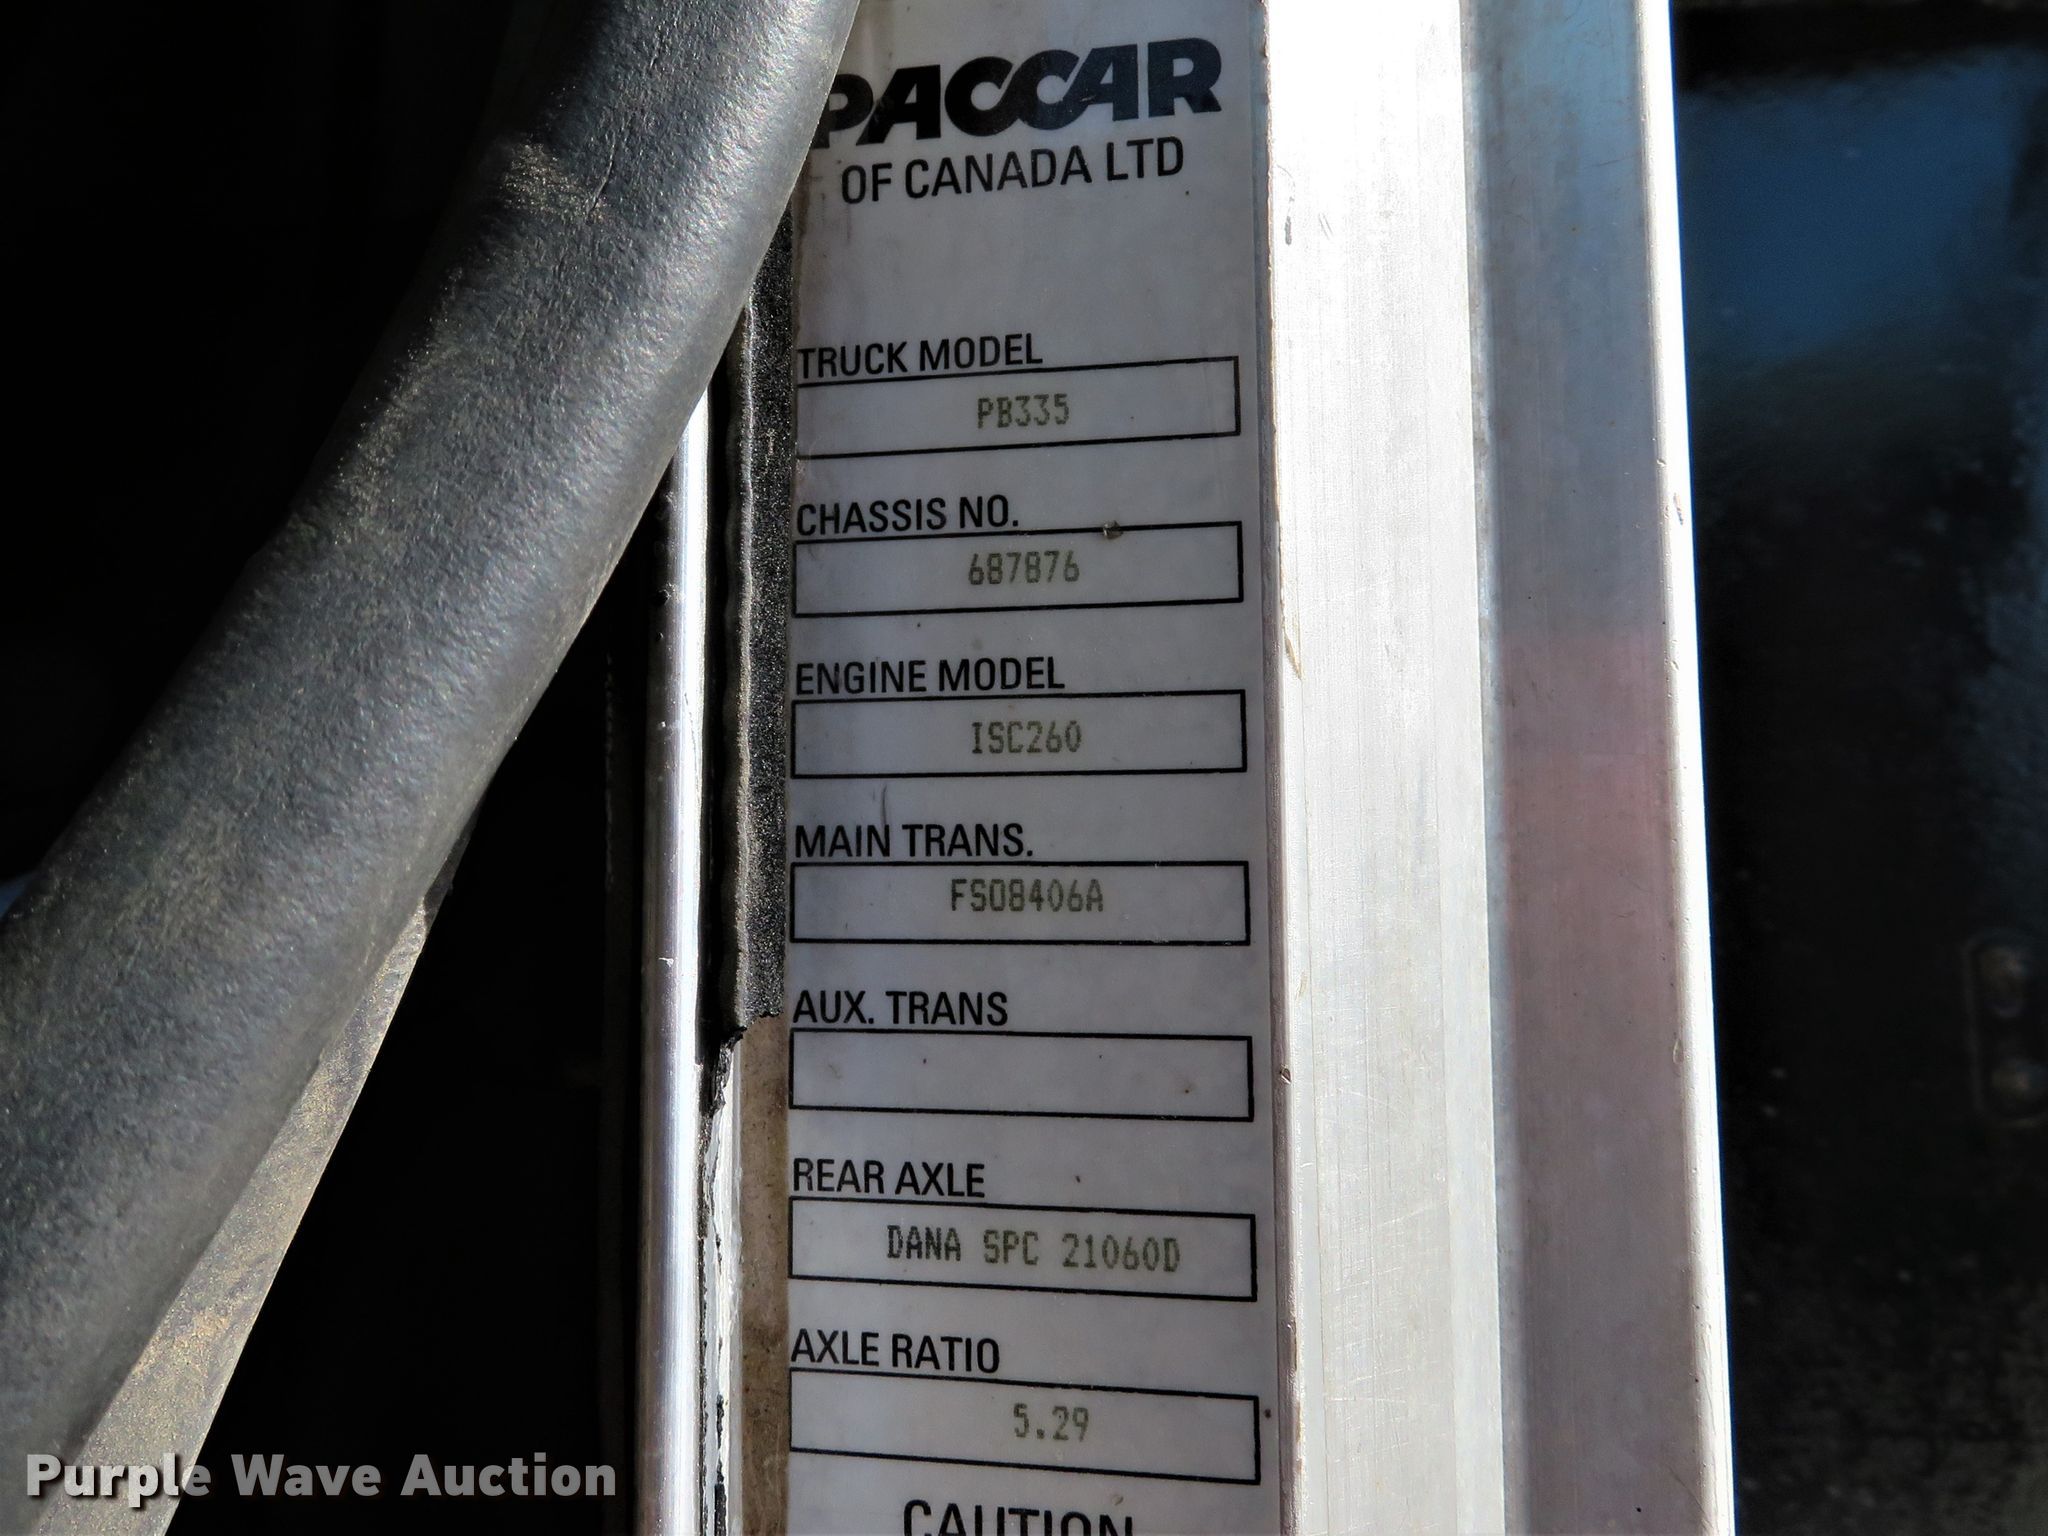 PACCAR
OF CANADA LTD
TRUCK MODEL
PB335
CHASSIS NO.
687876
ENGINE MODEL
ISC260
MAIN TRANS.
FSO8406A
AUX. TRANS
REAR AXLE
DANA SPC 21060D
AXLE RATIO
5.29
CAUTION
Purple Wave Auction